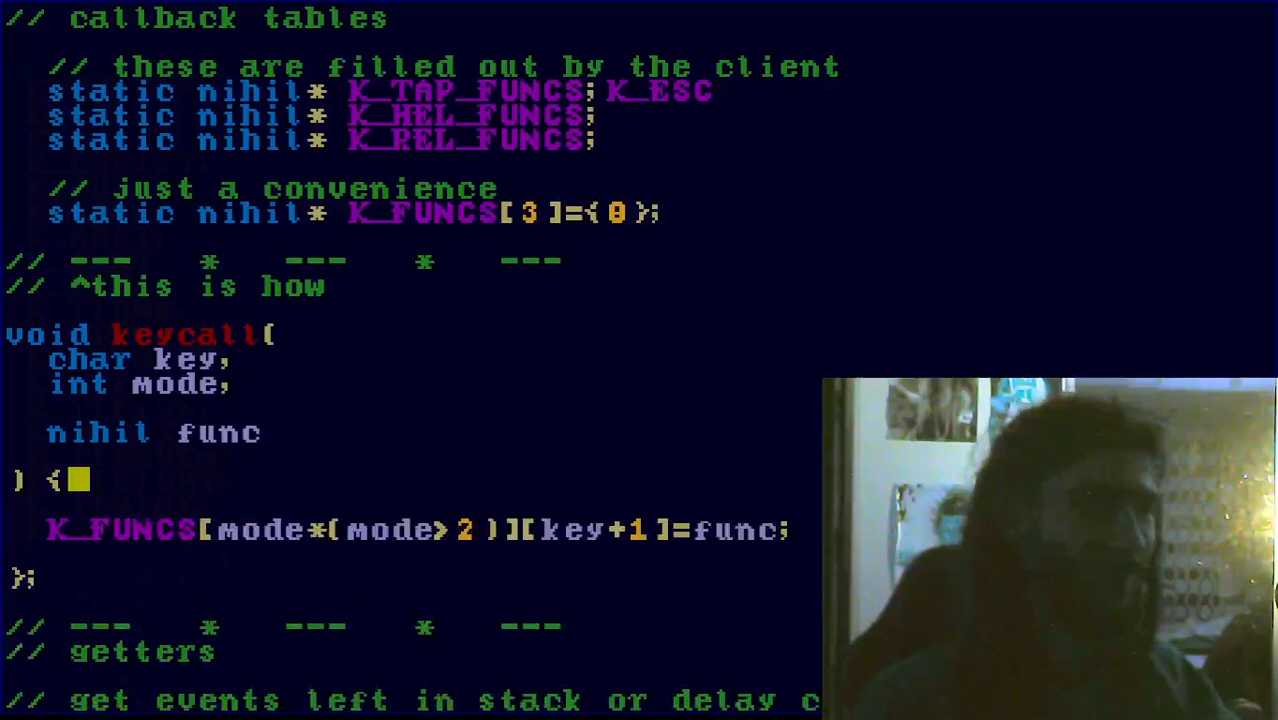 // callback tables
// these are filled out by the client
static nihil* K_TAP_FUNCS; K_ESC
static nihil* K_HEL_FUNCS;
static nihil* K_REL_FUNCS;
// just a convenience
static nihil* K_FUNCS[3]={0};
// --- * --- * ---
// ^this is how
void keycall(
char key,
int mode,
nihil func
) {
K_FUNCS[mode*(mode>2)][key+1]=func;
};
// --- * --- * ---
// getters
// get events left in stack or delay c